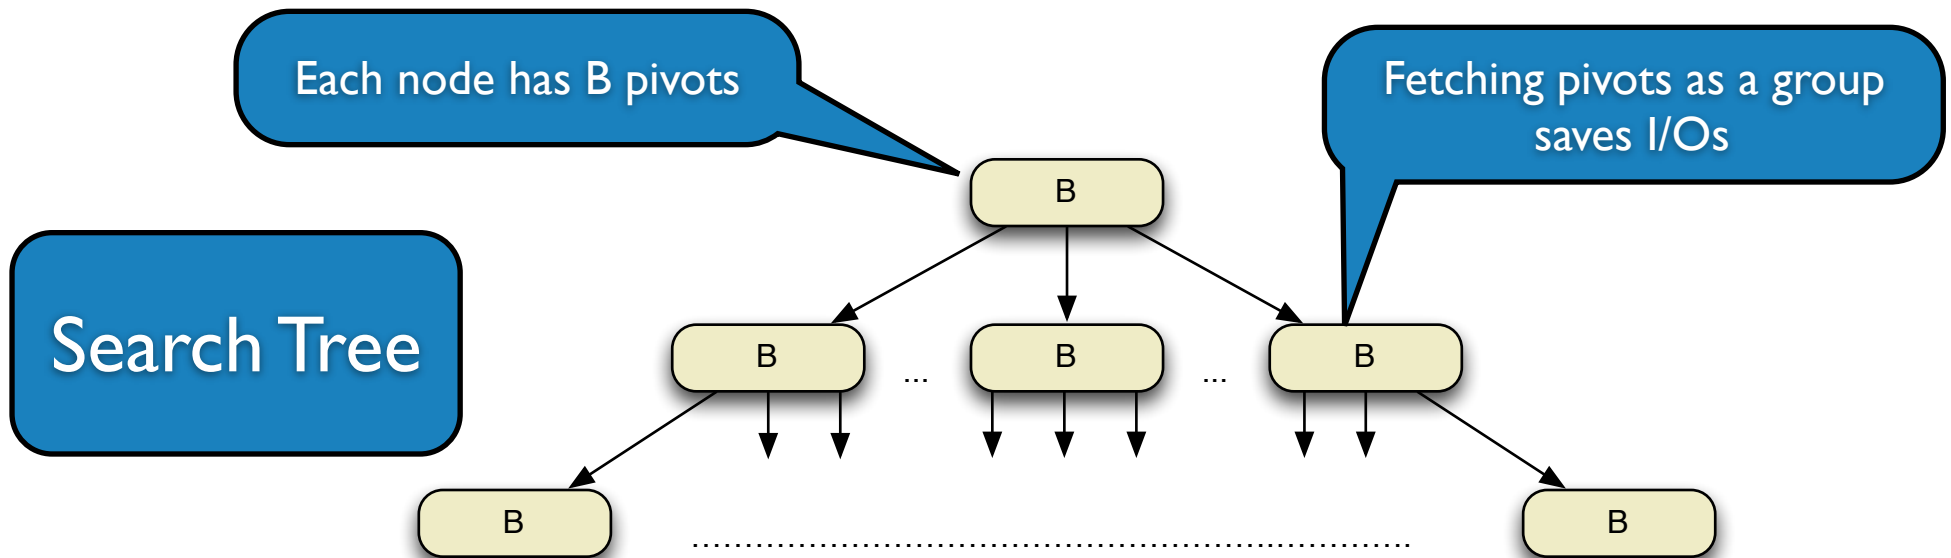 Each node has B pivots
Fetching pivots as a group
saves I/Os
B
Search Tree
B
...
B
...
B
B
B